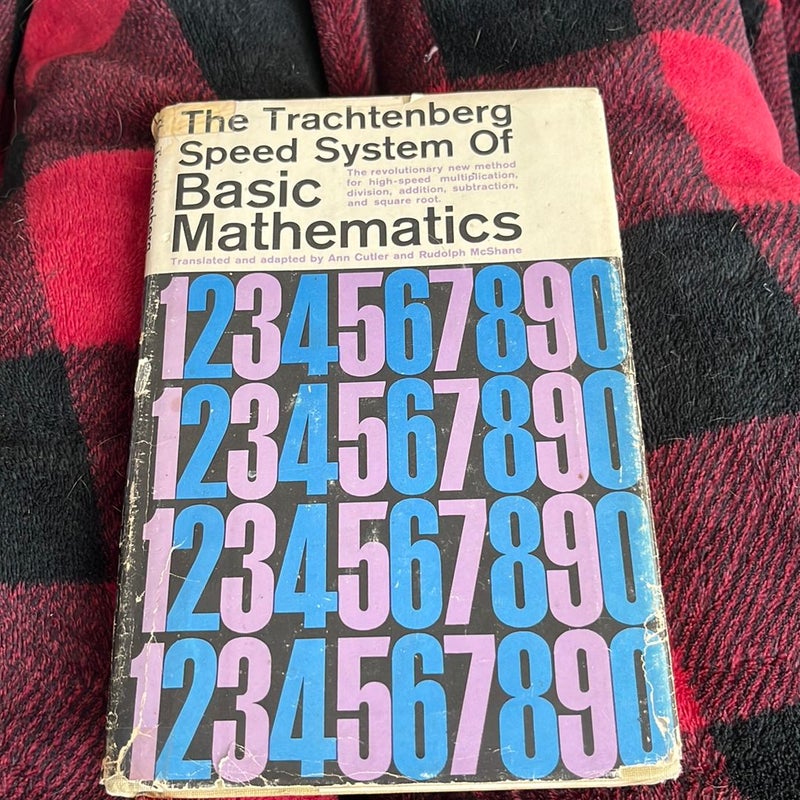 The Trachtenberg
Speed System Of
Basic
Mathematics
The revolutionary new method
for high-speed multiplication,
division, addition, subtraction,
and square root.
Translated and adapted by Ann Cutler and Rudolph McShane
1234567890
1234567890
1234567890
1234567890